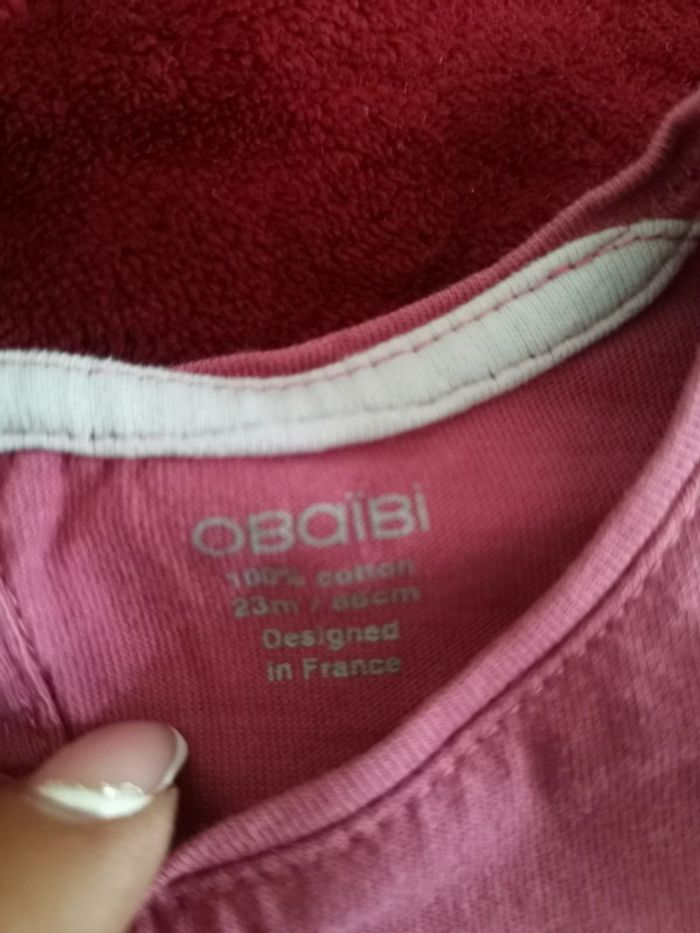 OBaïBi
100% cotton
23m / 86cm
Designed
in France